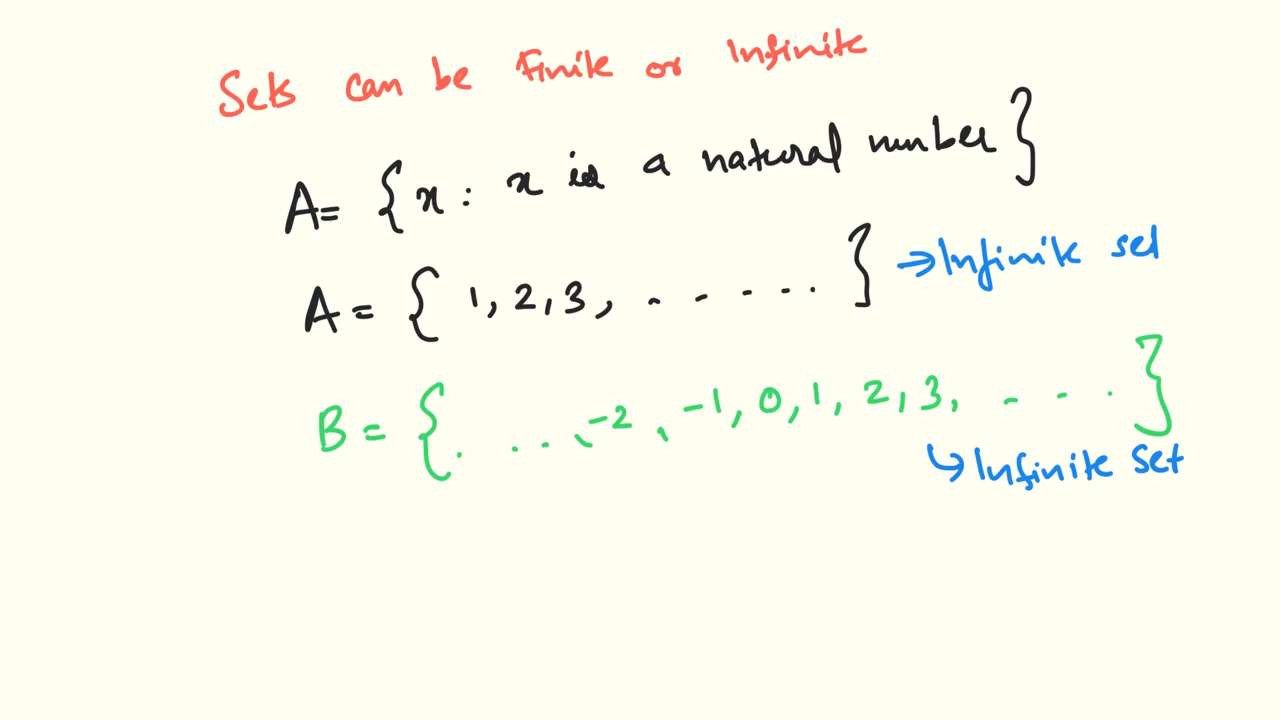 Sets can be Finite or Infinite
A= {x: x is a natural number}
A= { 1, 2, 3, . - - - - . } →Infinite set
B= { . . . , -2, -1, 0, 1, 2, 3, - - - . }
↳ Infinite set